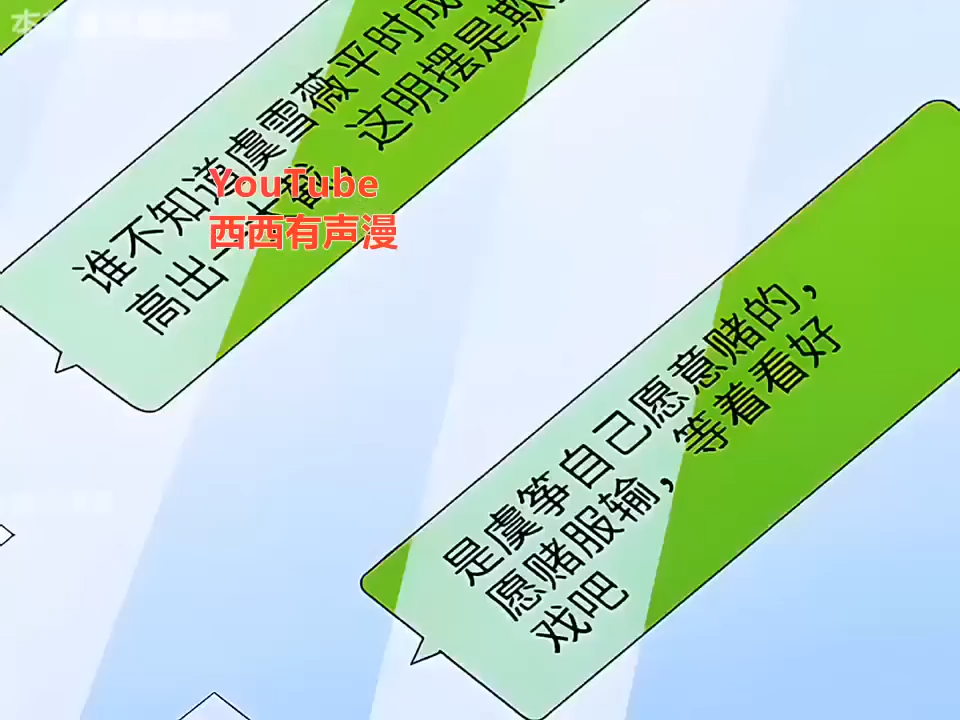 谁不知道虞雪薇平时成
高出一大截，这明摆是欺
YouTube
西西有声漫
是虞筝自己愿意赌的，
愿赌服输，等着看好
戏吧